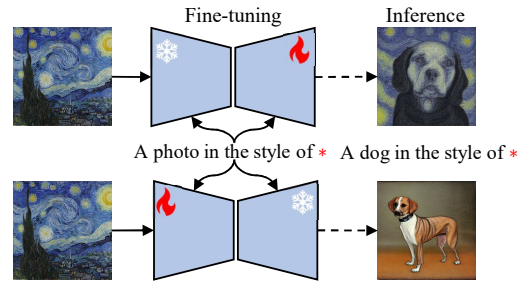 Fine-tuning
Inference
A photo in the style of *
A dog in the style of *